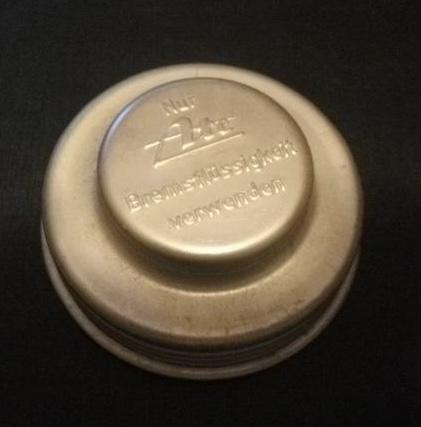 Nur
Ate
Bremsflüssigkeit
verwenden